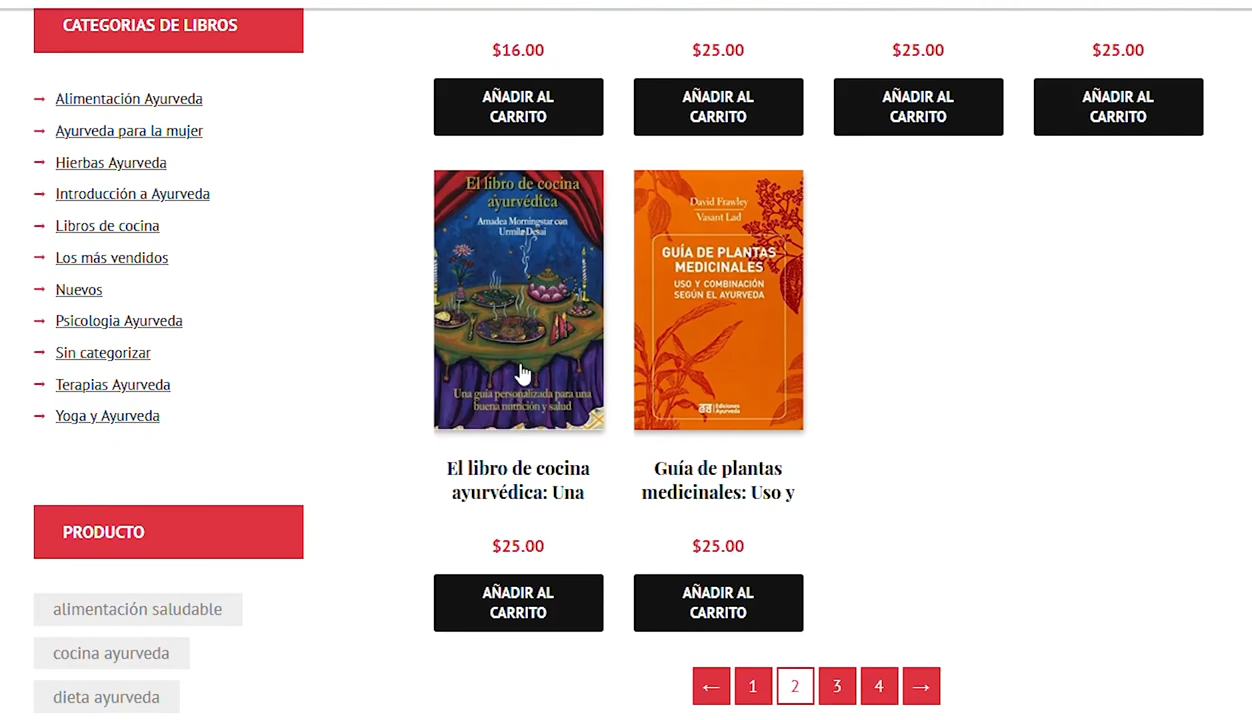 CATEGORIAS DE LIBROS
Alimentación Ayurveda
Ayurveda para la mujer
Hierbas Ayurveda
Introducción a Ayurveda
Libros de cocina
Los más vendidos
Nuevos
Psicologia Ayurveda
Sin categorizar
Terapias Ayurveda
Yoga y Ayurveda
PRODUCTO
alimentación saludable
cocina ayurveda
dieta ayurveda
$16.00
$25.00
$25.00
$25.00
AÑADIR AL
CARRITO
AÑADIR AL
CARRITO
AÑADIR AL
CARRITO
AÑADIR AL
CARRITO
El libro de cocina
ayurvédica
Amadea Morningstar con
Urmila Desai
Una guía personalizada para una
buena nutrición y salud
David Frawley
Vasant Lad
GUÍA DE PLANTAS
MEDICINALES
USO Y COMBINACIÓN
SEGÚN EL AYURVEDA
Ediciones
Ayurveda
El libro de cocina
ayurvédica: Una
Guía de plantas
medicinales: Uso y
$25.00
$25.00
AÑADIR AL
CARRITO
AÑADIR AL
CARRITO
← 1 2 3 4 →